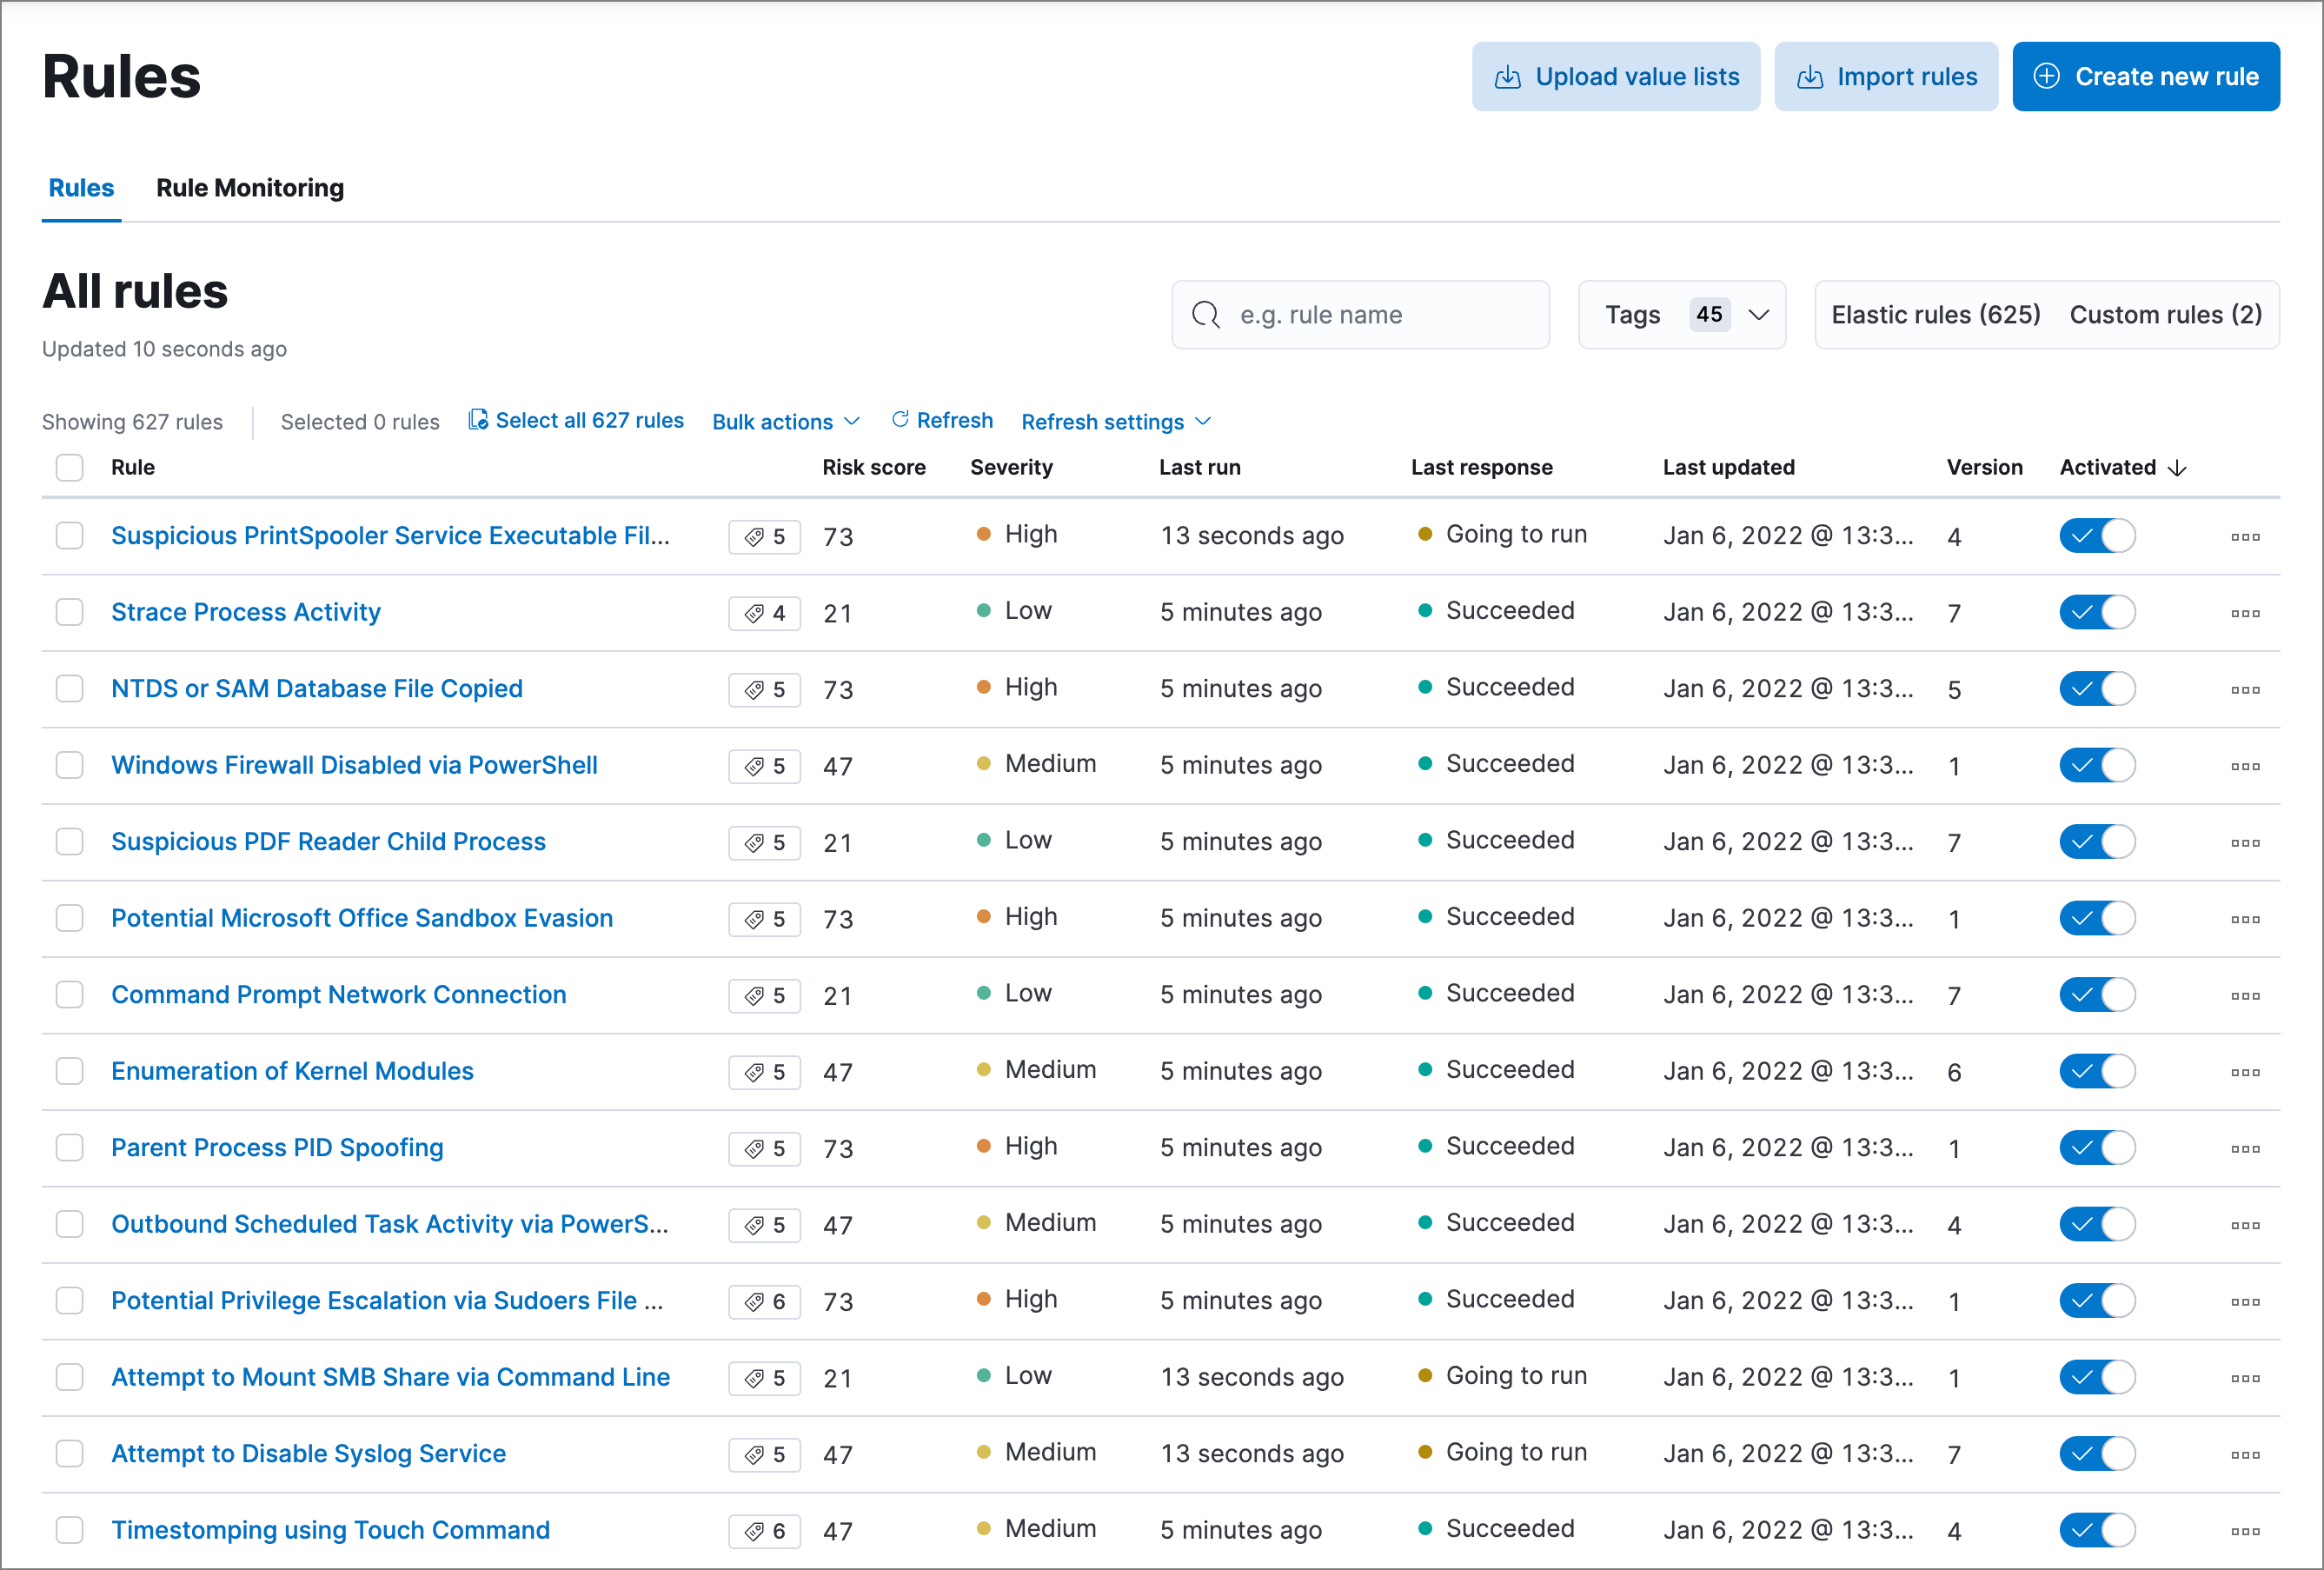 Rules
Upload value lists Import rules Create new rule
Rules Rule Monitoring
All rules
e.g. rule name Tags 45 Elastic rules (625) Custom rules (2)
Updated 10 seconds ago
Showing 627 rules Selected 0 rules Select all 627 rules Bulk actions Refresh Refresh settings
Rule Risk score Severity Last run Last response Last updated Version Activated
Suspicious PrintSpooler Service Executable Fil... 5 73 High 13 seconds ago Going to run Jan 6, 2022 @ 13:3... 4
Strace Process Activity 4 21 Low 5 minutes ago Succeeded Jan 6, 2022 @ 13:3... 7
NTDS or SAM Database File Copied 5 73 High 5 minutes ago Succeeded Jan 6, 2022 @ 13:3... 5
Windows Firewall Disabled via PowerShell 5 47 Medium 5 minutes ago Succeeded Jan 6, 2022 @ 13:3... 1
Suspicious PDF Reader Child Process 5 21 Low 5 minutes ago Succeeded Jan 6, 2022 @ 13:3... 7
Potential Microsoft Office Sandbox Evasion 5 73 High 5 minutes ago Succeeded Jan 6, 2022 @ 13:3... 1
Command Prompt Network Connection 5 21 Low 5 minutes ago Succeeded Jan 6, 2022 @ 13:3... 7
Enumeration of Kernel Modules 5 47 Medium 5 minutes ago Succeeded Jan 6, 2022 @ 13:3... 6
Parent Process PID Spoofing 5 73 High 5 minutes ago Succeeded Jan 6, 2022 @ 13:3... 1
Outbound Scheduled Task Activity via PowerS... 5 47 Medium 5 minutes ago Succeeded Jan 6, 2022 @ 13:3... 4
Potential Privilege Escalation via Sudoers File ... 6 73 High 5 minutes ago Succeeded Jan 6, 2022 @ 13:3... 1
Attempt to Mount SMB Share via Command Line 5 21 Low 13 seconds ago Going to run Jan 6, 2022 @ 13:3... 1
Attempt to Disable Syslog Service 5 47 Medium 13 seconds ago Going to run Jan 6, 2022 @ 13:3... 7
Timestomping using Touch Command 6 47 Medium 5 minutes ago Succeeded Jan 6, 2022 @ 13:3... 4